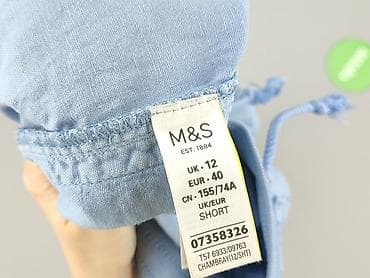 M&S
EST. 1884
UK - 12
EUR - 40
CN - 155/74A
UK/EUR
SHORT
07358326
T57 6933/09763
CHAMBRAY(12/SHT)